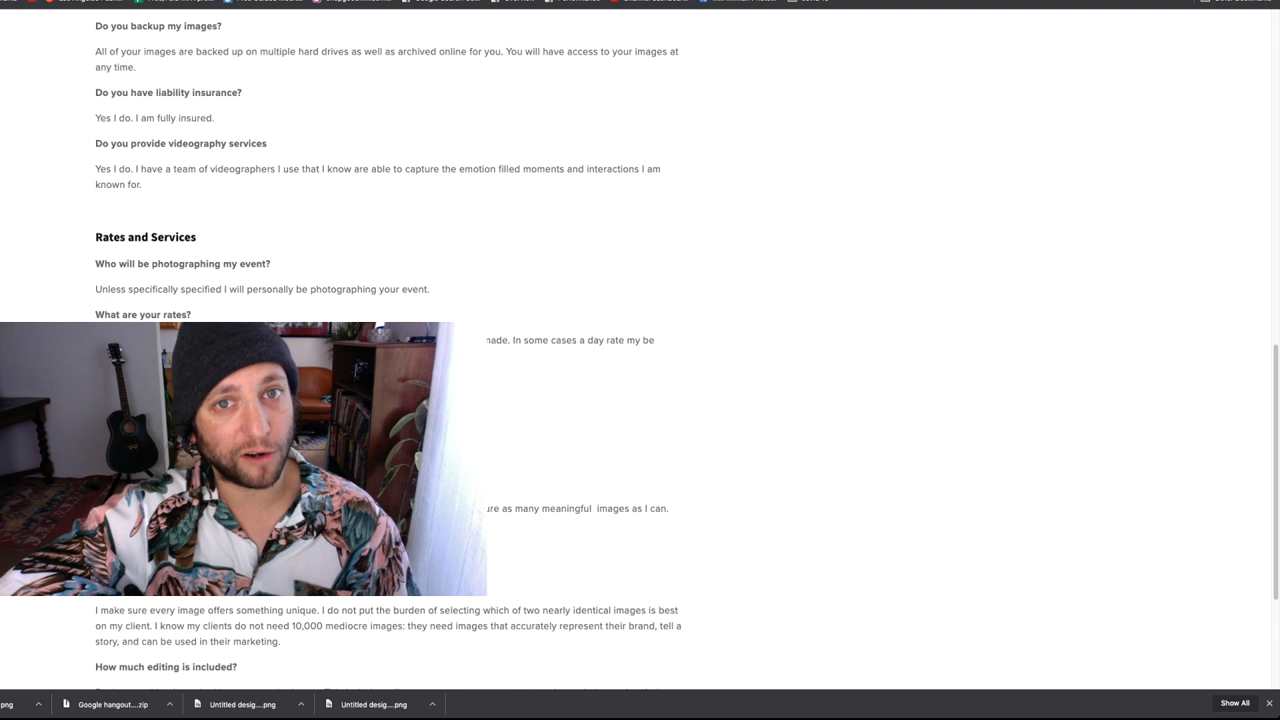 Do you backup my images?
All of your images are backed up on multiple hard drives as well as archived online for you. You will have access to your images at
any time.
Do you have liability insurance?
Yes I do. I am fully insured.
Do you provide videography services
Yes I do. I have a team of videographers I use that I know are able to capture the emotion filled moments and interactions I am
known for.
Rates and Services
Who will be photographing my event?
Unless specifically specified I will personally be photographing your event.
What are your rates?
made. In some cases a day rate my be
as many meaningful images as I can.
I make sure every image offers something unique. I do not put the burden of selecting which of two nearly identical images is best
on my client. I know my clients do not need 10,000 mediocre images: they need images that accurately represent their brand, tell a
story, and can be used in their marketing.
How much editing is included?
.png
Google hangout....zip
Untitled desig....png
Untitled desig....png
Show All